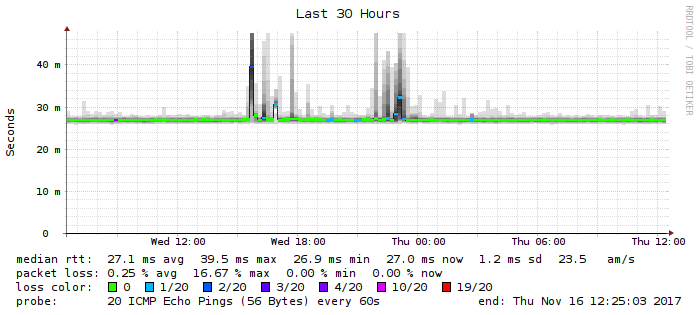 Last 30 Hours
RRDTOOL / TOBI OETIKER
Seconds
40 m
30 m
20 m
10 m
0
Wed 12:00 Wed 18:00 Thu 00:00 Thu 06:00 Thu 12:00
median rtt: 27.1 ms avg 39.5 ms max 26.9 ms min 27.0 ms now 1.2 ms sd 23.5 am/s
packet loss: 0.25 % avg 16.67 % max 0.00 % min 0.00 % now
loss color: 0 1/20 2/20 3/20 4/20 10/20 19/20
probe: 20 ICMP Echo Pings (56 Bytes) every 60s end: Thu Nov 16 12:25:03 2017